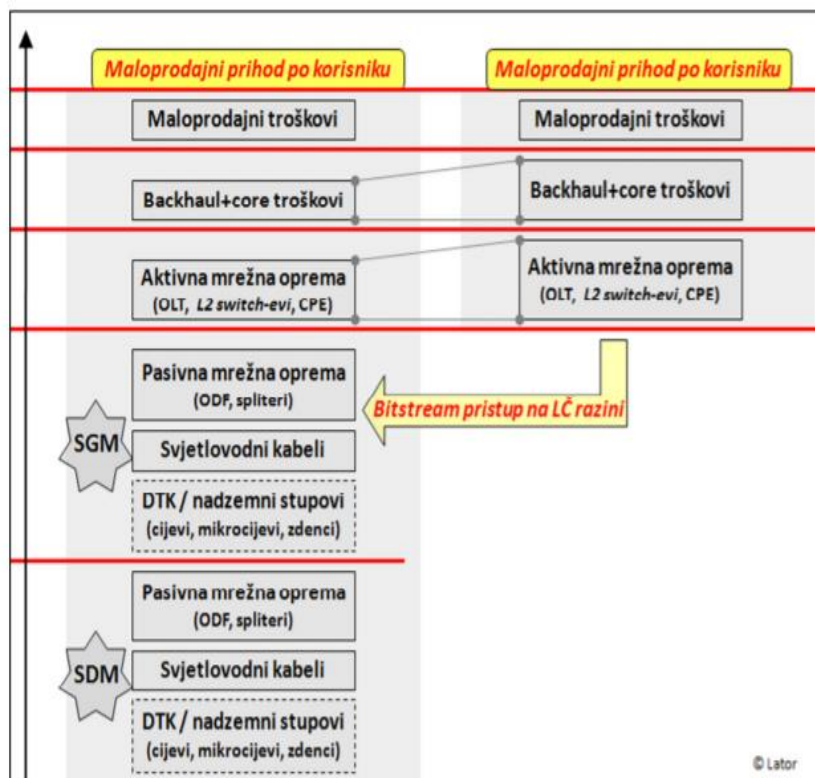 Maloprodajni prihod po korisniku
Maloprodajni troškovi
Backhaul+core troškovi
Aktivna mrežna oprema
(OLT, L2 switch-evi, CPE)
Pasivna mrežna oprema
(ODF, spliteri)
SGM
Svjetlovodni kabeli
DTK / nadzemni stupovi
(cijevi, mikrocijevi, zdenci)
Pasivna mrežna oprema
(ODF, spliteri)
SDM
Svjetlovodni kabeli
DTK / nadzemni stupovi
(cijevi, mikrocijevi, zdenci)
Maloprodajni prihod po korisniku
Maloprodajni troškovi
Backhaul+core troškovi
Aktivna mrežna oprema
(OLT, L2 switch-evi, CPE)
Bitstream pristup na LČ razini
© Lator